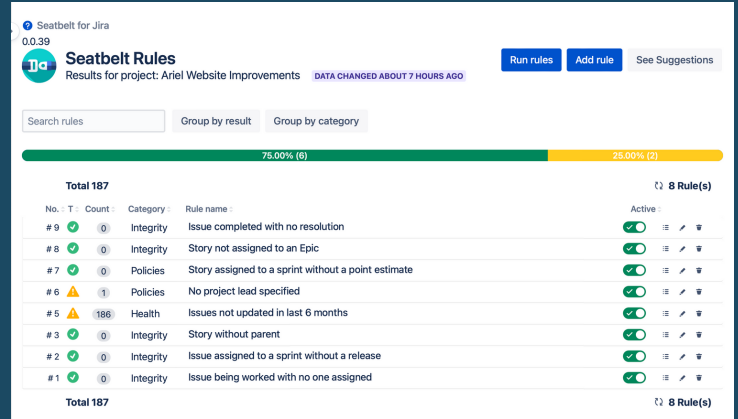 Seatbelt for Jira
0.0.39
Seatbelt Rules
Results for project: Ariel Website Improvements DATA CHANGED ABOUT 7 HOURS AGO
Run rules Add rule See Suggestions
Search rules Group by result Group by category
75.00% (6) 25.00% (2)
Total 187 8 Rule(s)
No. T Count Category Rule name Active
# 9 0 Integrity Issue completed with no resolution
# 8 0 Integrity Story not assigned to an Epic
# 7 0 Policies Story assigned to a sprint without a point estimate
# 6 1 Policies No project lead specified
# 5 186 Health Issues not updated in last 6 months
# 3 0 Integrity Story without parent
# 2 0 Integrity Issue assigned to a sprint without a release
# 1 0 Integrity Issue being worked with no one assigned
Total 187 8 Rule(s)